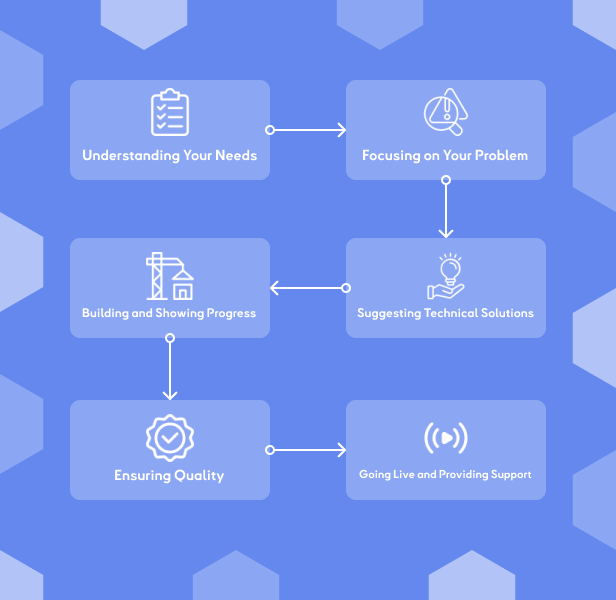 Understanding Your Needs
Focusing on Your Problem
Suggesting Technical Solutions
Building and Showing Progress
Ensuring Quality
Going Live and Providing Support